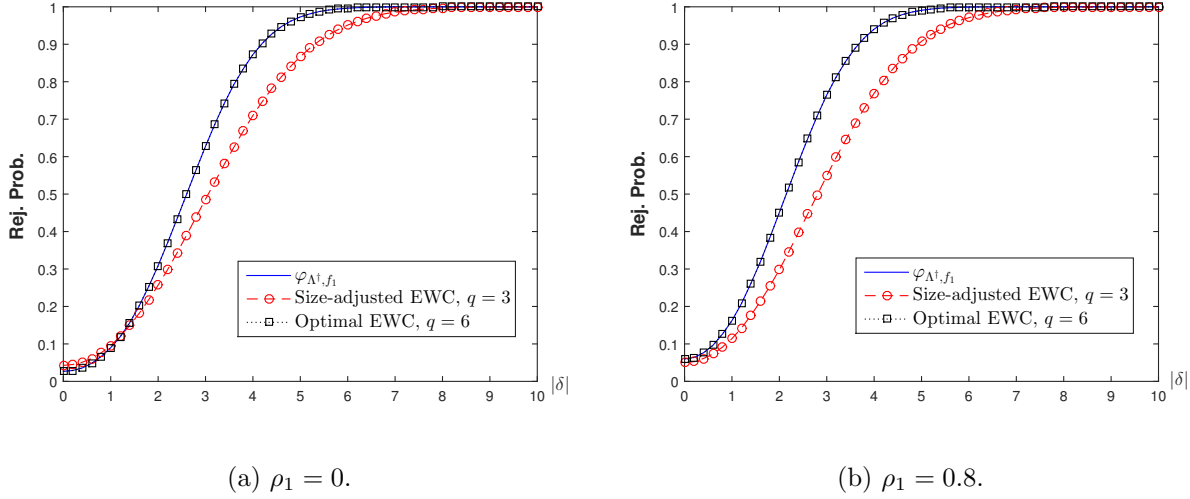 1
0.9
0.8
0.7
0.6
0.5
0.4
0.3
0.2
0.1
0
Rej. Prob.
φ_{Λ†,f₁}
Size-adjusted EWC, q = 3
Optimal EWC, q = 6
0 1 2 3 4 5 6 7 8 9 10
|δ|
(a) ρ₁ = 0.
1
0.9
0.8
0.7
0.6
0.5
0.4
0.3
0.2
0.1
0
Rej. Prob.
φ_{Λ†,f₁}
Size-adjusted EWC, q = 3
Optimal EWC, q = 6
0 1 2 3 4 5 6 7 8 9 10
|δ|
(b) ρ₁ = 0.8.